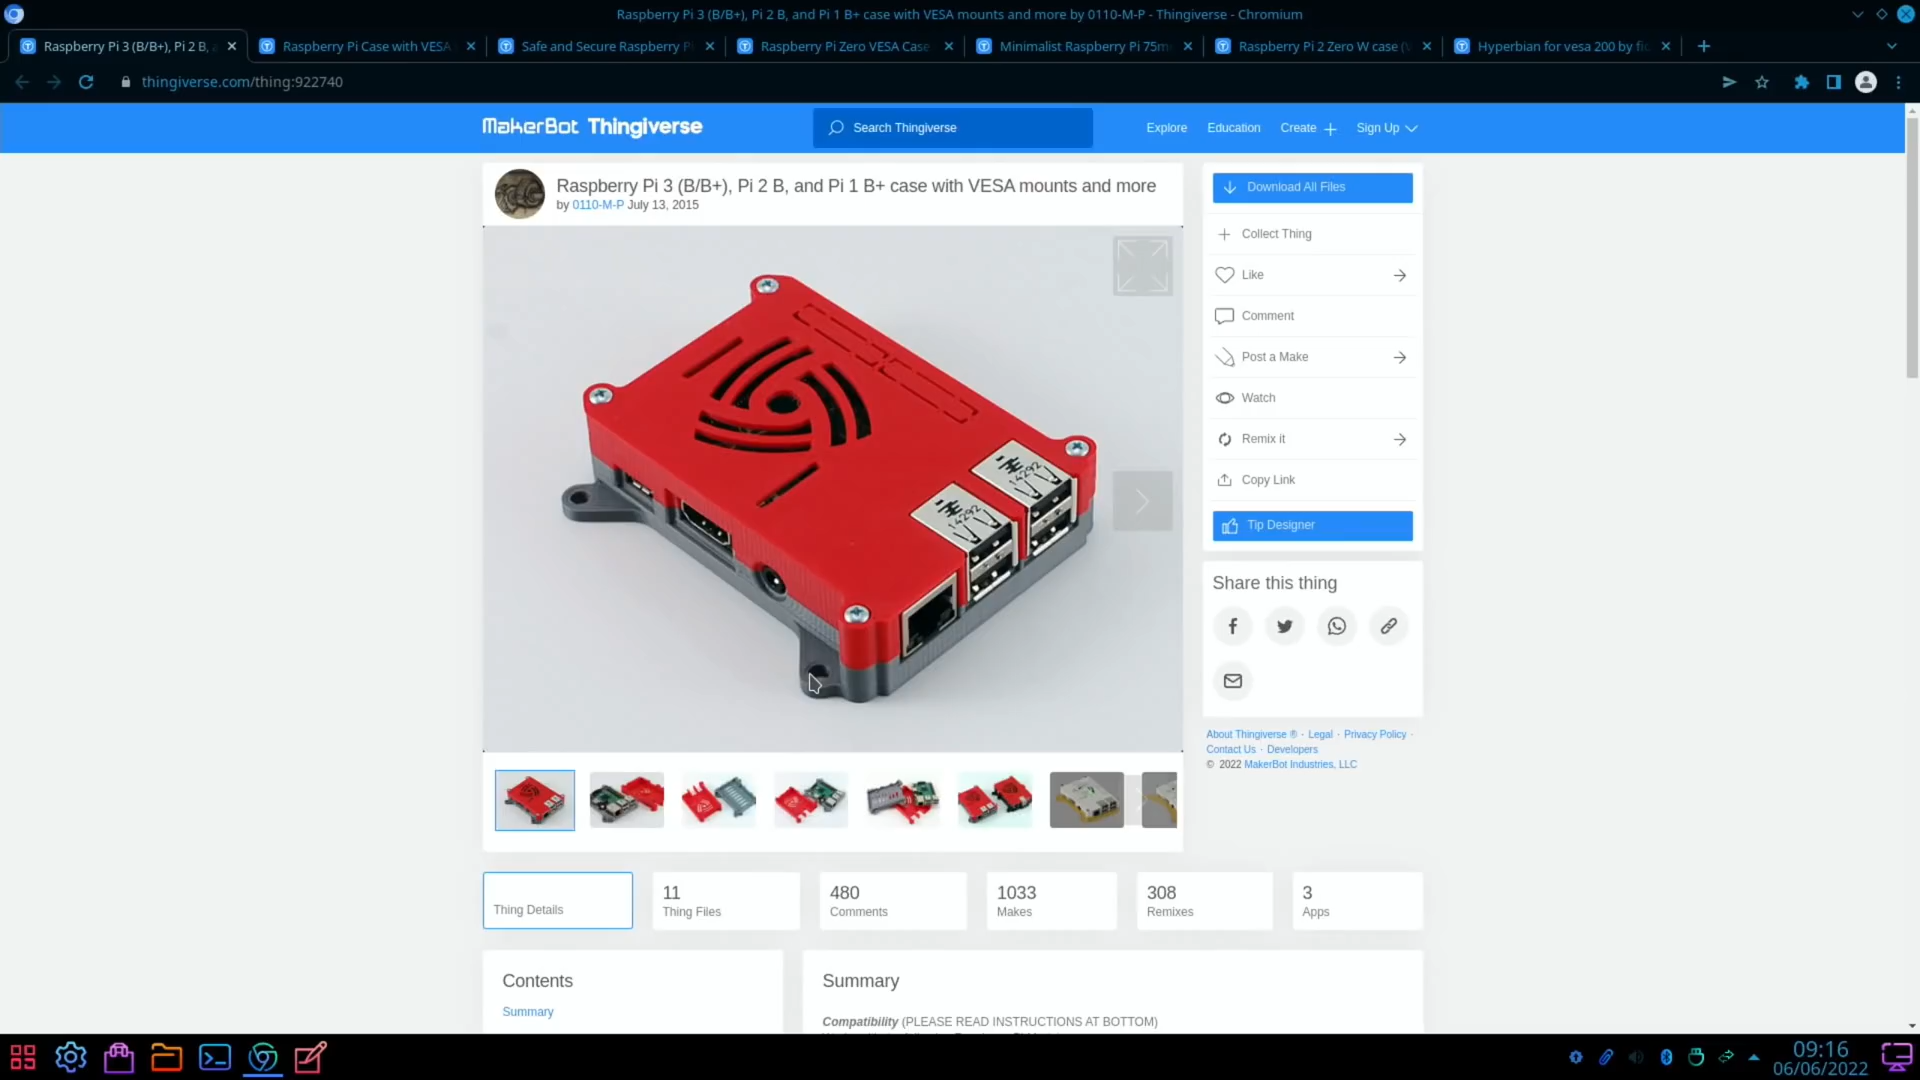 Raspberry Pi 3 (B/B+), Pi 2 B, and Pi 1 B+ case with VESA mounts and more by 0110-M-P - Thingiverse - Chromium
Raspberry Pi 3 (B/B+), Pi 2 B,
Raspberry Pi Case with VESA
Safe and Secure Raspberry P
Raspberry Pi Zero VESA Case
Minimalist Raspberry Pi 75m
Raspberry Pi 2 Zero W case (
Hyperbian for vesa 200 by fi
thingiverse.com/thing:922740
MakerBot Thingiverse
Search Thingiverse
Explore
Education
Create
Sign Up
Raspberry Pi 3 (B/B+), Pi 2 B, and Pi 1 B+ case with VESA mounts and more
by 0110-M-P July 13, 2015
14292
14292
Download All Files
Collect Thing
Like
Comment
Post a Make
Watch
Remix it
Copy Link
Tip Designer
Share this thing
About Thingiverse ® · Legal · Privacy Policy ·
Contact Us · Developers
© 2022 MakerBot Industries, LLC
Thing Details
11
Thing Files
480
Comments
1033
Makes
308
Remixes
3
Apps
Contents
Summary
Summary
Compatibility (PLEASE READ INSTRUCTIONS AT BOTTOM)
09:16
06/06/2022